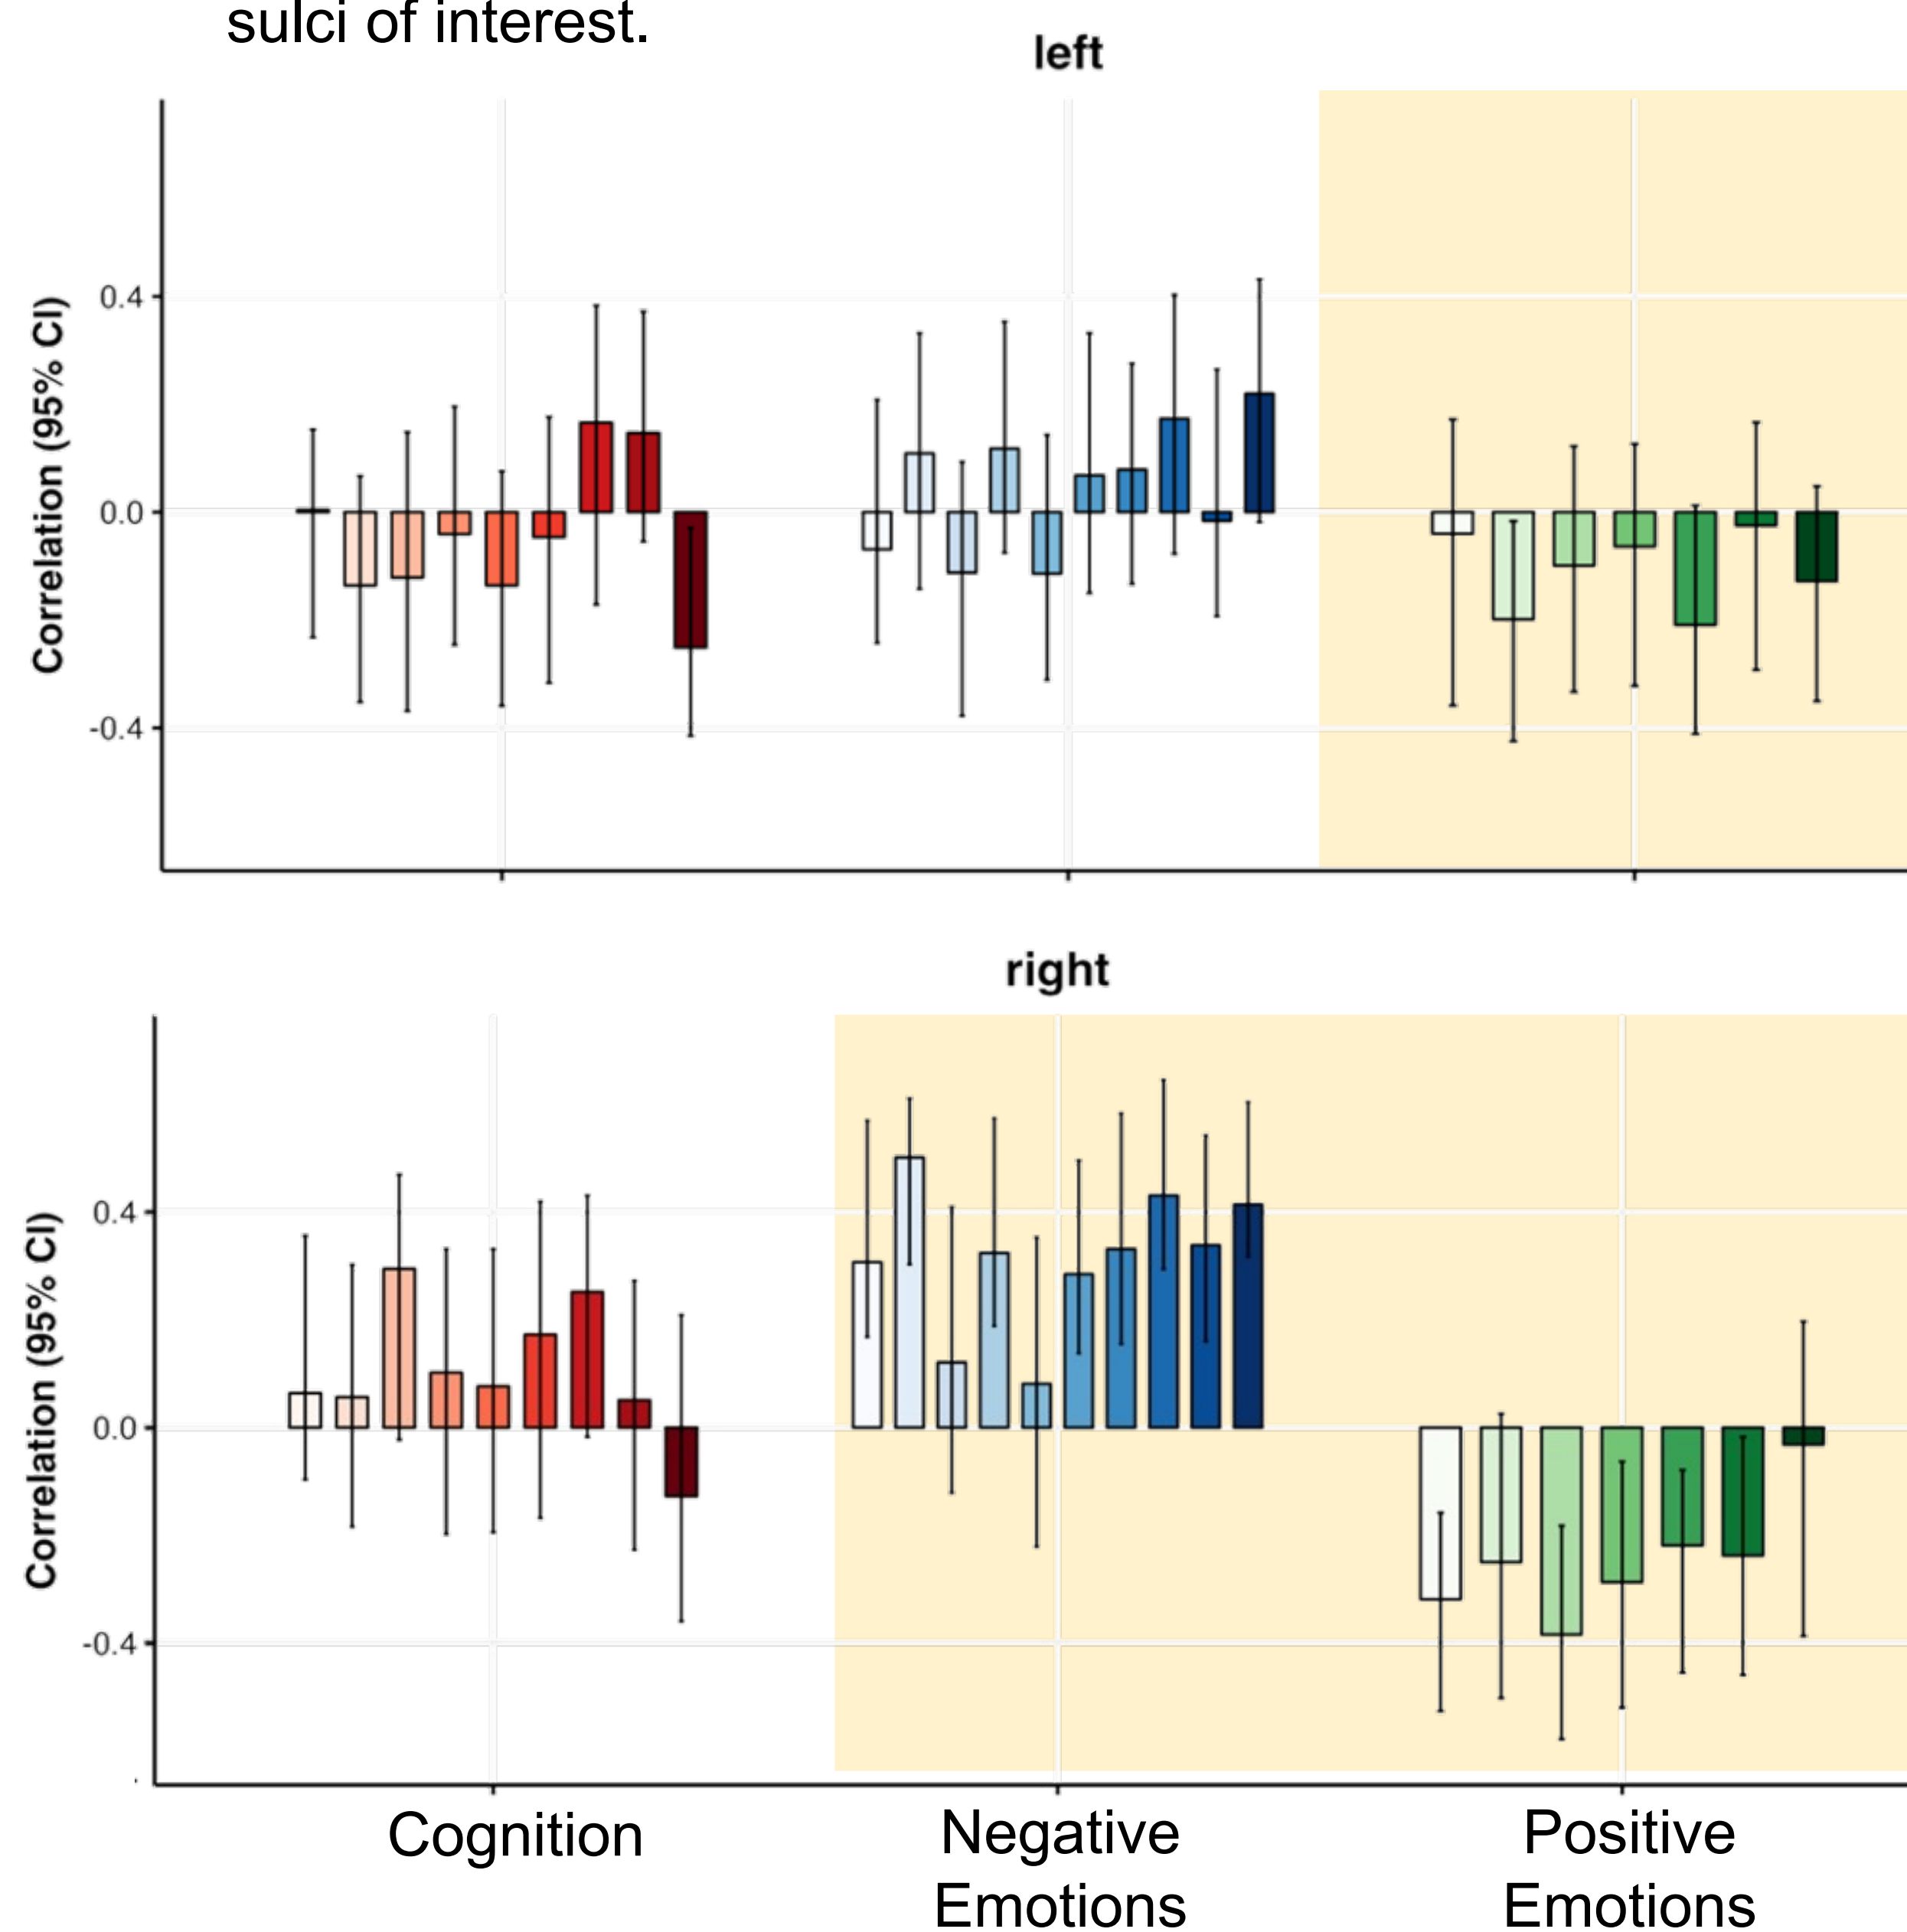 sulci of interest.
left
Correlation (95% CI)
0.4
0.0
-0.4
right
Correlation (95% CI)
0.4
0.0
-0.4
Cognition
Negative
Emotions
Positive
Emotions